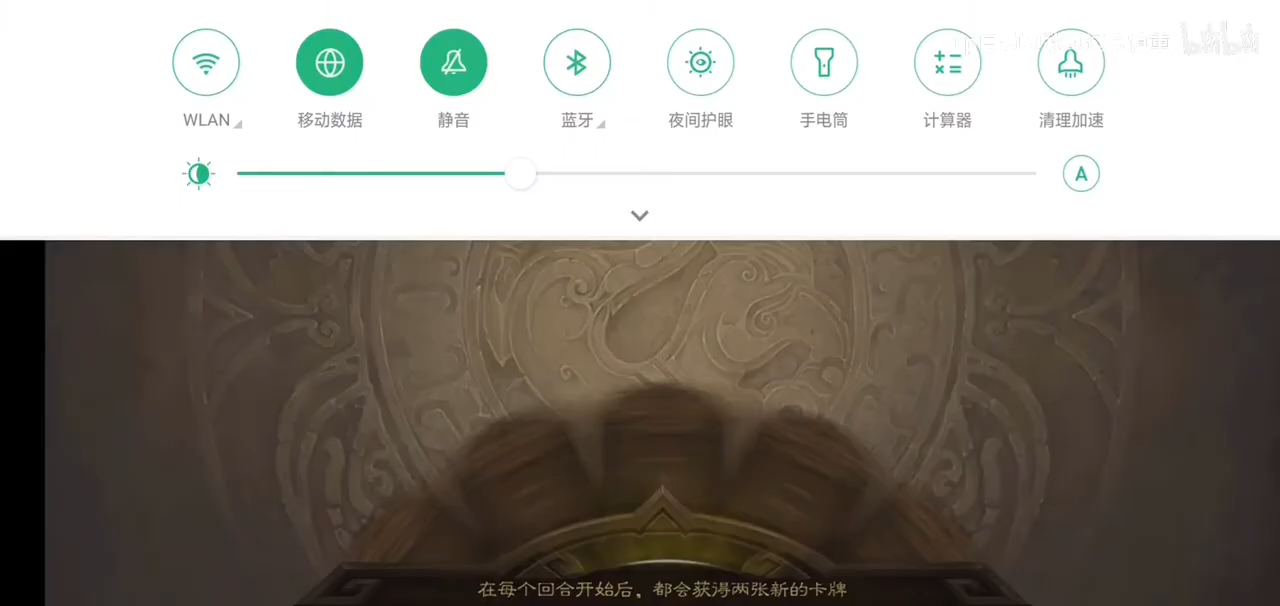 WLAN
移动数据
静音
蓝牙
夜间护眼
手电筒
计算器
清理加速
bilibili
A
在每个回合开始后，都会获得两张新的卡牌